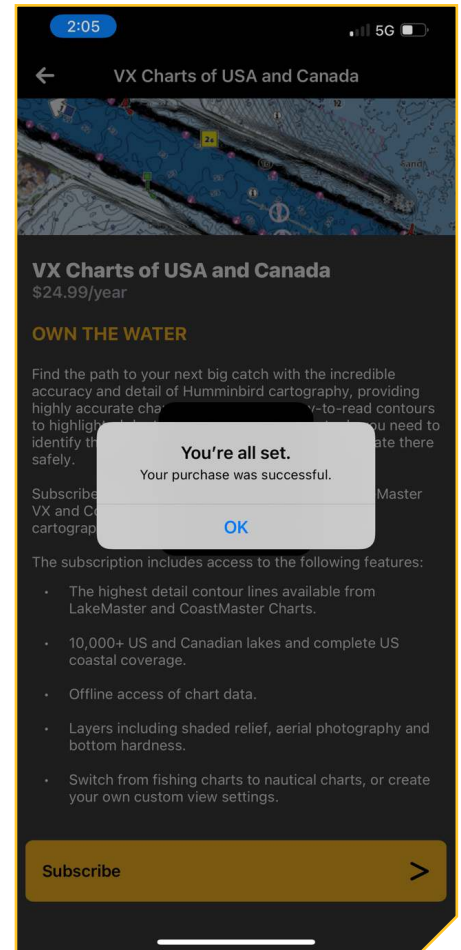 2:05
5G
VX Charts of USA and Canada
12
2s
VX Charts of USA and Canada
$24.99/year
OWN THE WATER
Find the path to your next big catch with the incredible
accuracy and detail of Humminbird cartography, providing
highly accurate -to-read contours
to highlight you need to
identify ate there
safely.
You're all set.
Your purchase was successful.
OK
Subscribe Master
VX and
cartograp
The subscription includes access to the following features:
• The highest detail contour lines available from
LakeMaster and CoastMaster Charts.
• 10,000+ US and Canadian lakes and complete US
coastal coverage.
• Offline access of chart data.
• Layers including shaded relief, aerial photography and
bottom hardness.
• Switch from fishing charts to nautical charts, or create
your own custom view settings.
Subscribe >